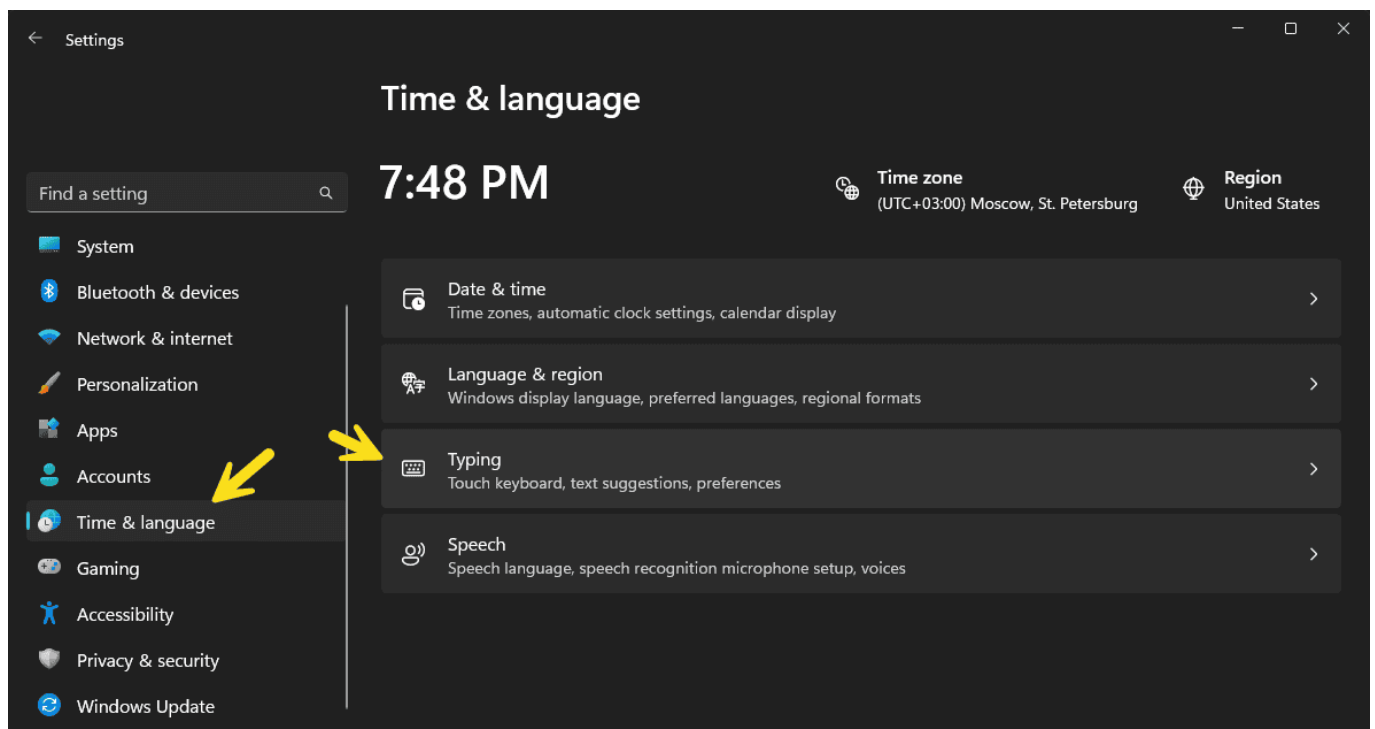 Settings
Time & language
7:48 PM
Time zone
(UTC+03:00) Moscow, St. Petersburg
Region
United States
Find a setting
System
Bluetooth & devices
Network & internet
Personalization
Apps
Accounts
Time & language
Gaming
Accessibility
Privacy & security
Windows Update
Date & time
Time zones, automatic clock settings, calendar display
Language & region
Windows display language, preferred languages, regional formats
Typing
Touch keyboard, text suggestions, preferences
Speech
Speech language, speech recognition microphone setup, voices